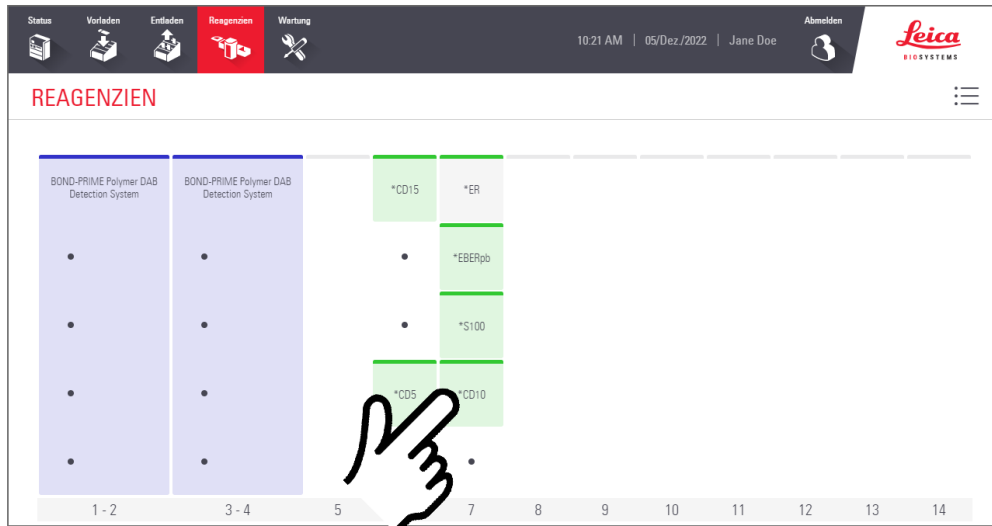 Status Vorladen Entladen Reagenzien Wartung Abmelden
10:21 AM | 05/Dez./2022 | Jane Doe
Leica
BIOSYSTEMS
REAGENZIEN
BOND-PRIME Polymer DAB
Detection System
BOND-PRIME Polymer DAB
Detection System
*CD15 *ER
*EBERpb
*S100
*CD5 *CD10
1 - 2 3 - 4 5 7 8 9 10 11 12 13 14